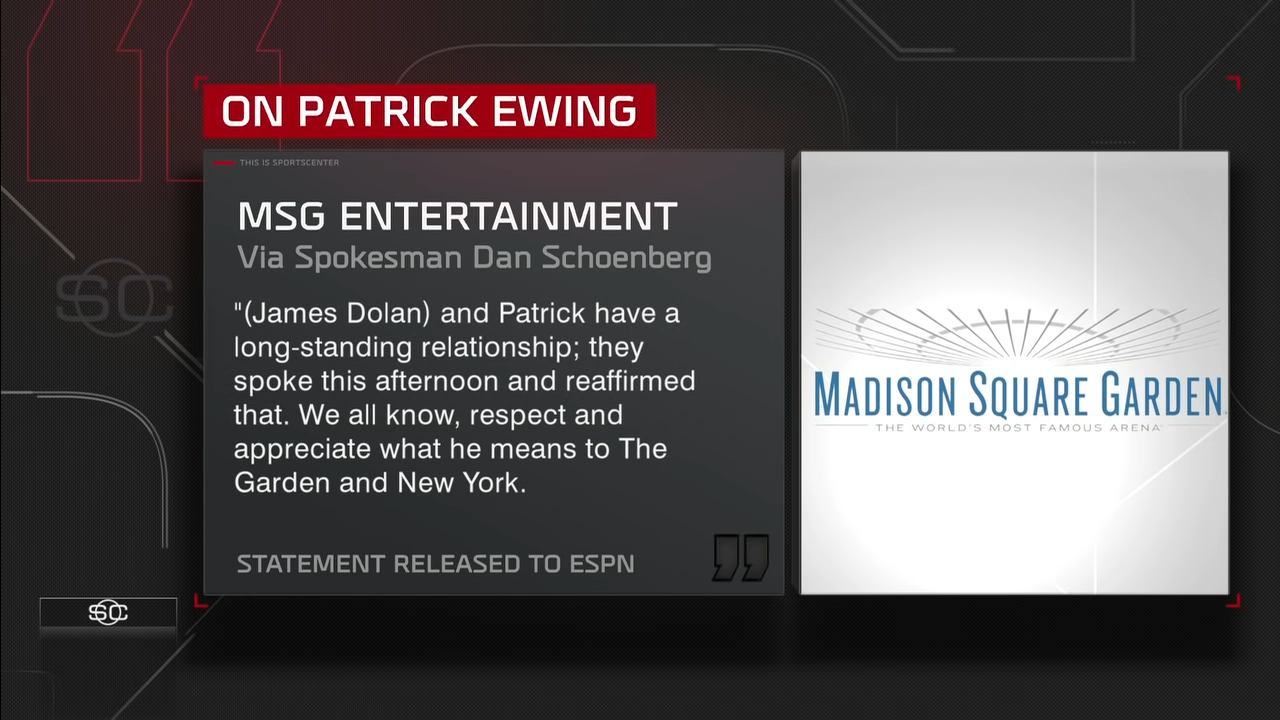 ON PATRICK EWING
THIS IS SPORTSCENTER
MSG ENTERTAINMENT
Via Spokesman Dan Schoenberg
"(James Dolan) and Patrick have a
long-standing relationship; they
spoke this afternoon and reaffirmed
that. We all know, respect and
appreciate what he means to The
Garden and New York.
STATEMENT RELEASED TO ESPN
MADISON SQUARE GARDEN
THE WORLD'S MOST FAMOUS ARENA
SC
SC